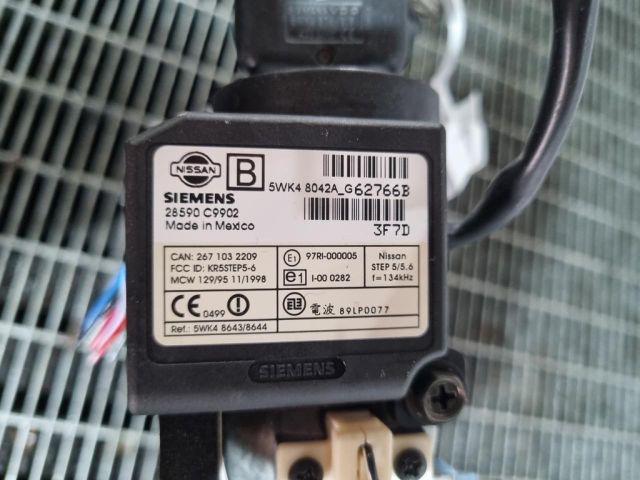 NISSAN
B
5WK4 8042A_G62766B
SIEMENS
28590 C9902
Made in Mexico
3F7D
CAN: 267 103 2209
FCC ID: KR5STEP5-6
MCW 129/95 11/1998
E1 97RI-000005
e1 I-00 0282
Nissan
STEP 5/5.6
f=134kHz
CE 0499
電波 89LP0077
Ref.: 5WK4 8643/8644
SIEMENS